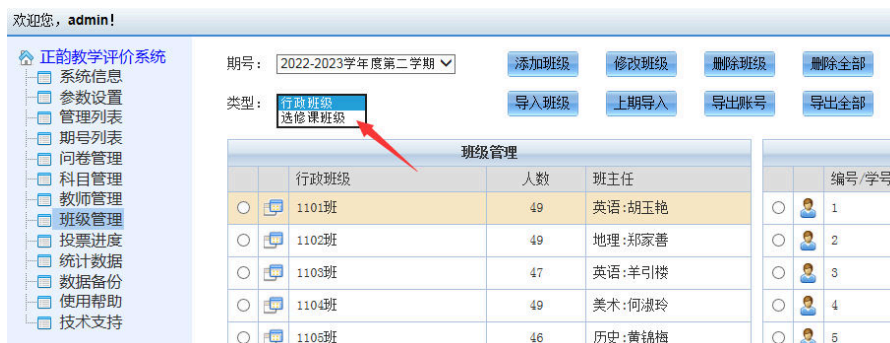 欢迎您，admin！
正韵教学评价系统
系统信息
参数设置
管理列表
期号列表
问卷管理
科目管理
教师管理
班级管理
投票进度
统计数据
数据备份
使用帮助
技术支持
期号： 2022-2023学年度第二学期 添加班级 修改班级 删除班级 删除全部
类型： 行政班级 导入班级 上期导入 导出账号 导出全部
选修课班级
班级管理
行政班级 人数 班主任 编号/学号
1101班 49 英语:胡玉艳 1
1102班 49 地理:郑家善 2
1103班 47 英语:羊引楼 3
1104班 49 美术:何淑玲 4
1105班 46 历史:黄锦梅 5